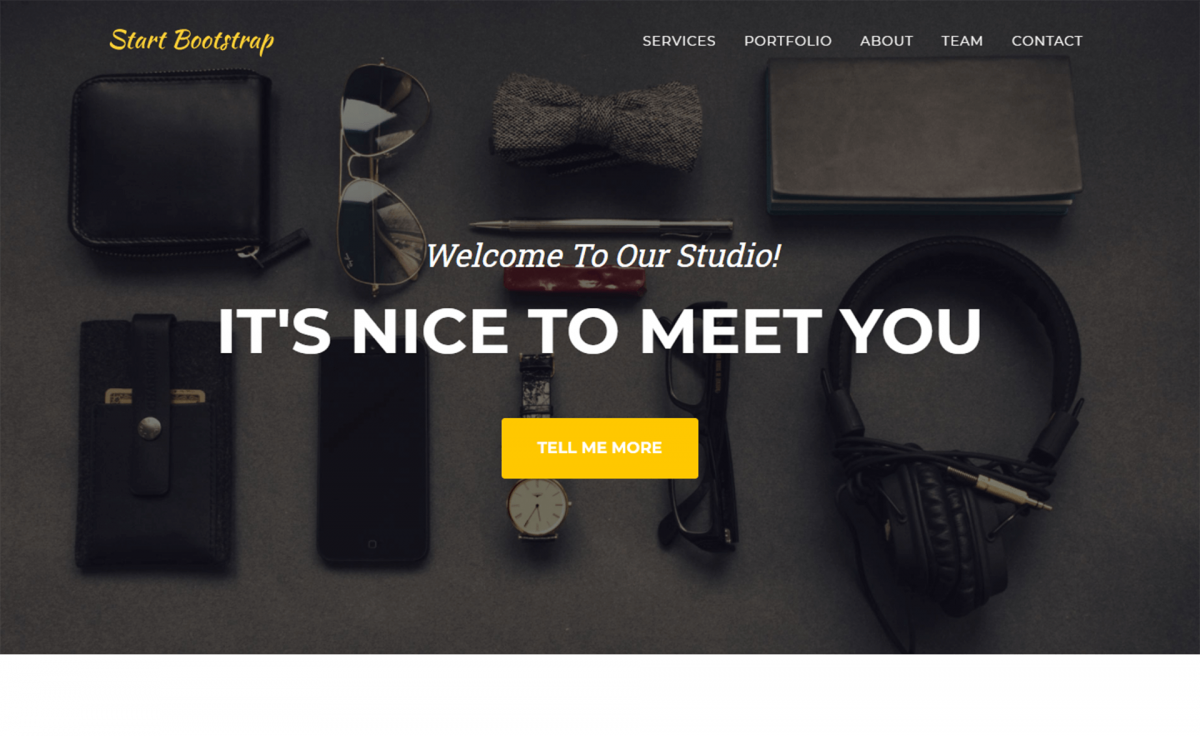 Start Bootstrap
SERVICES PORTFOLIO ABOUT TEAM CONTACT
Welcome To Our Studio!
IT'S NICE TO MEET YOU
TELL ME MORE